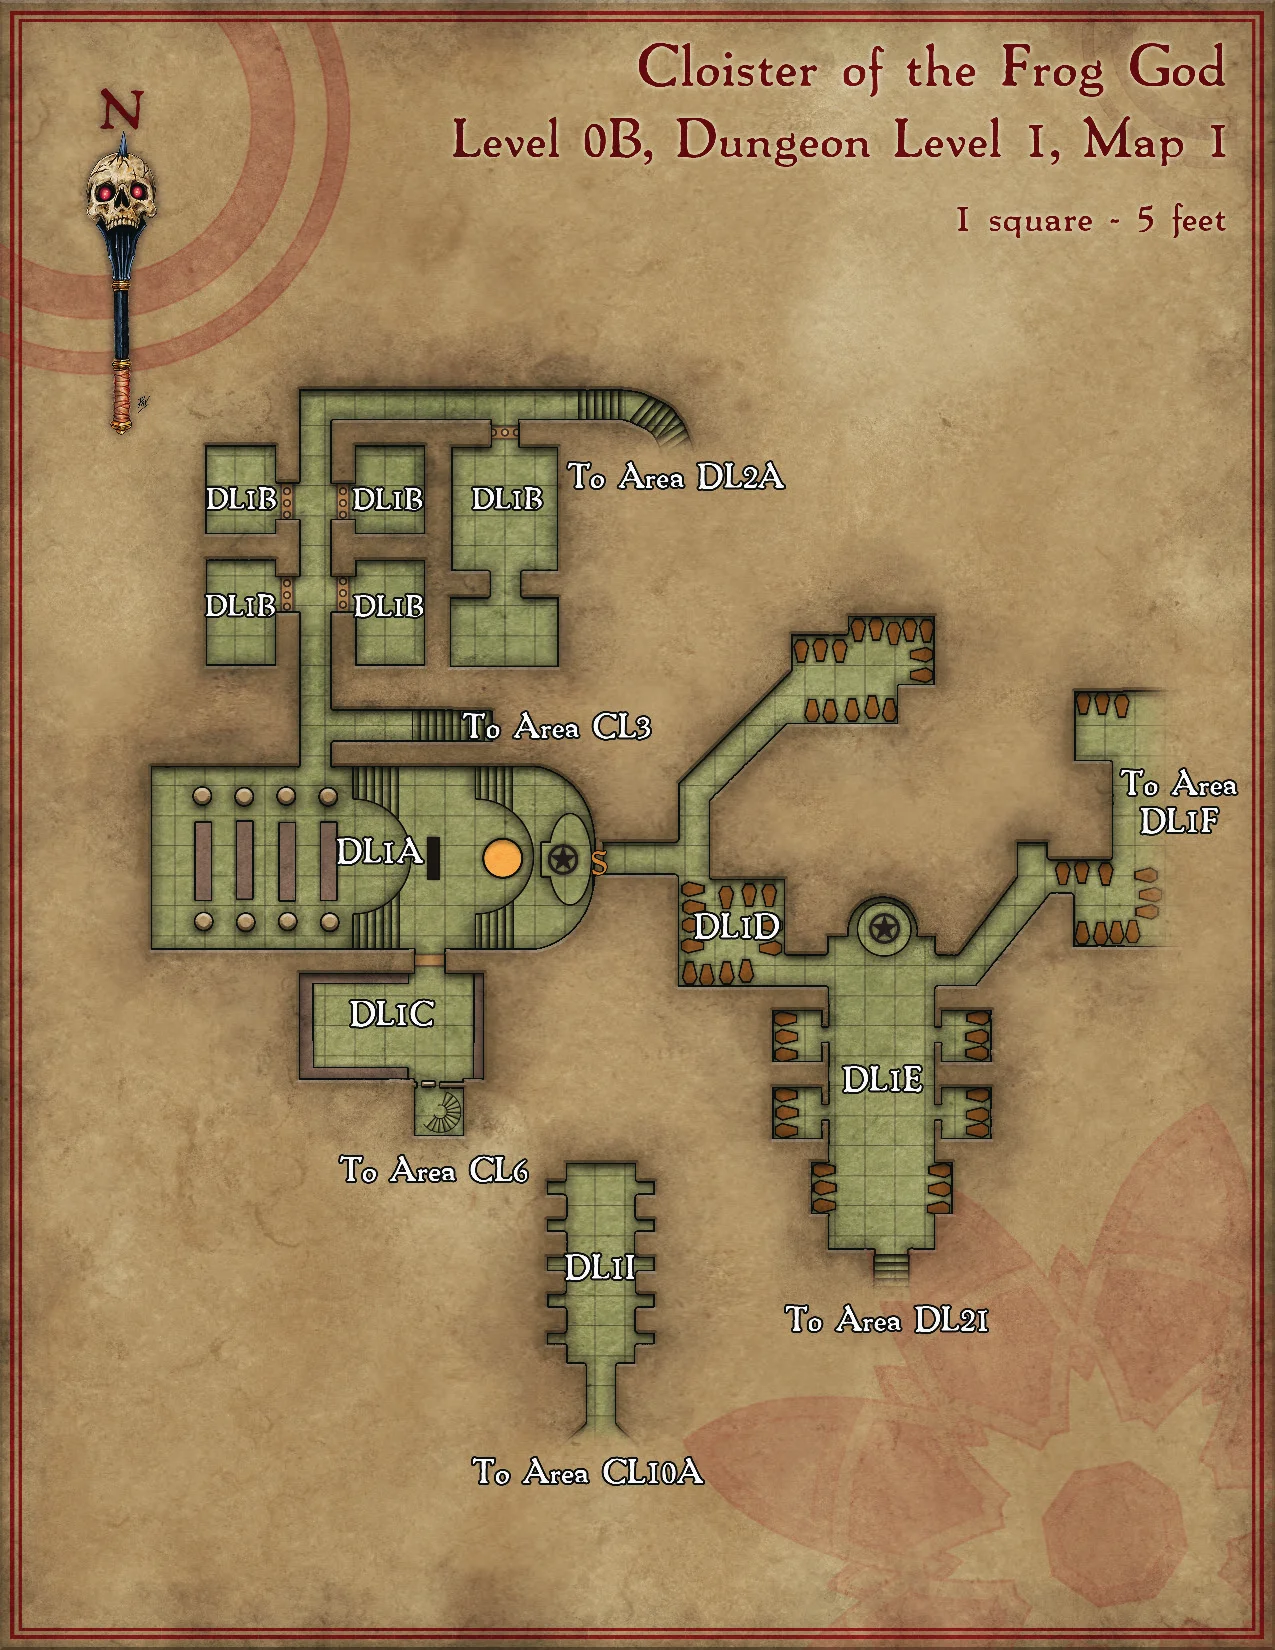 Cloister of the Frog God
Level 0B, Dungeon Level 1, Map 1
1 square - 5 feet
N
To Area DL2A
DL1B
DL1B
DL1B
DL1B
DL1B
To Area CL3
To Area
DL1F
DL1A
S
DL1D
DL1C
DL1E
To Area CL6
DL1I
To Area DL21
To Area CL10A